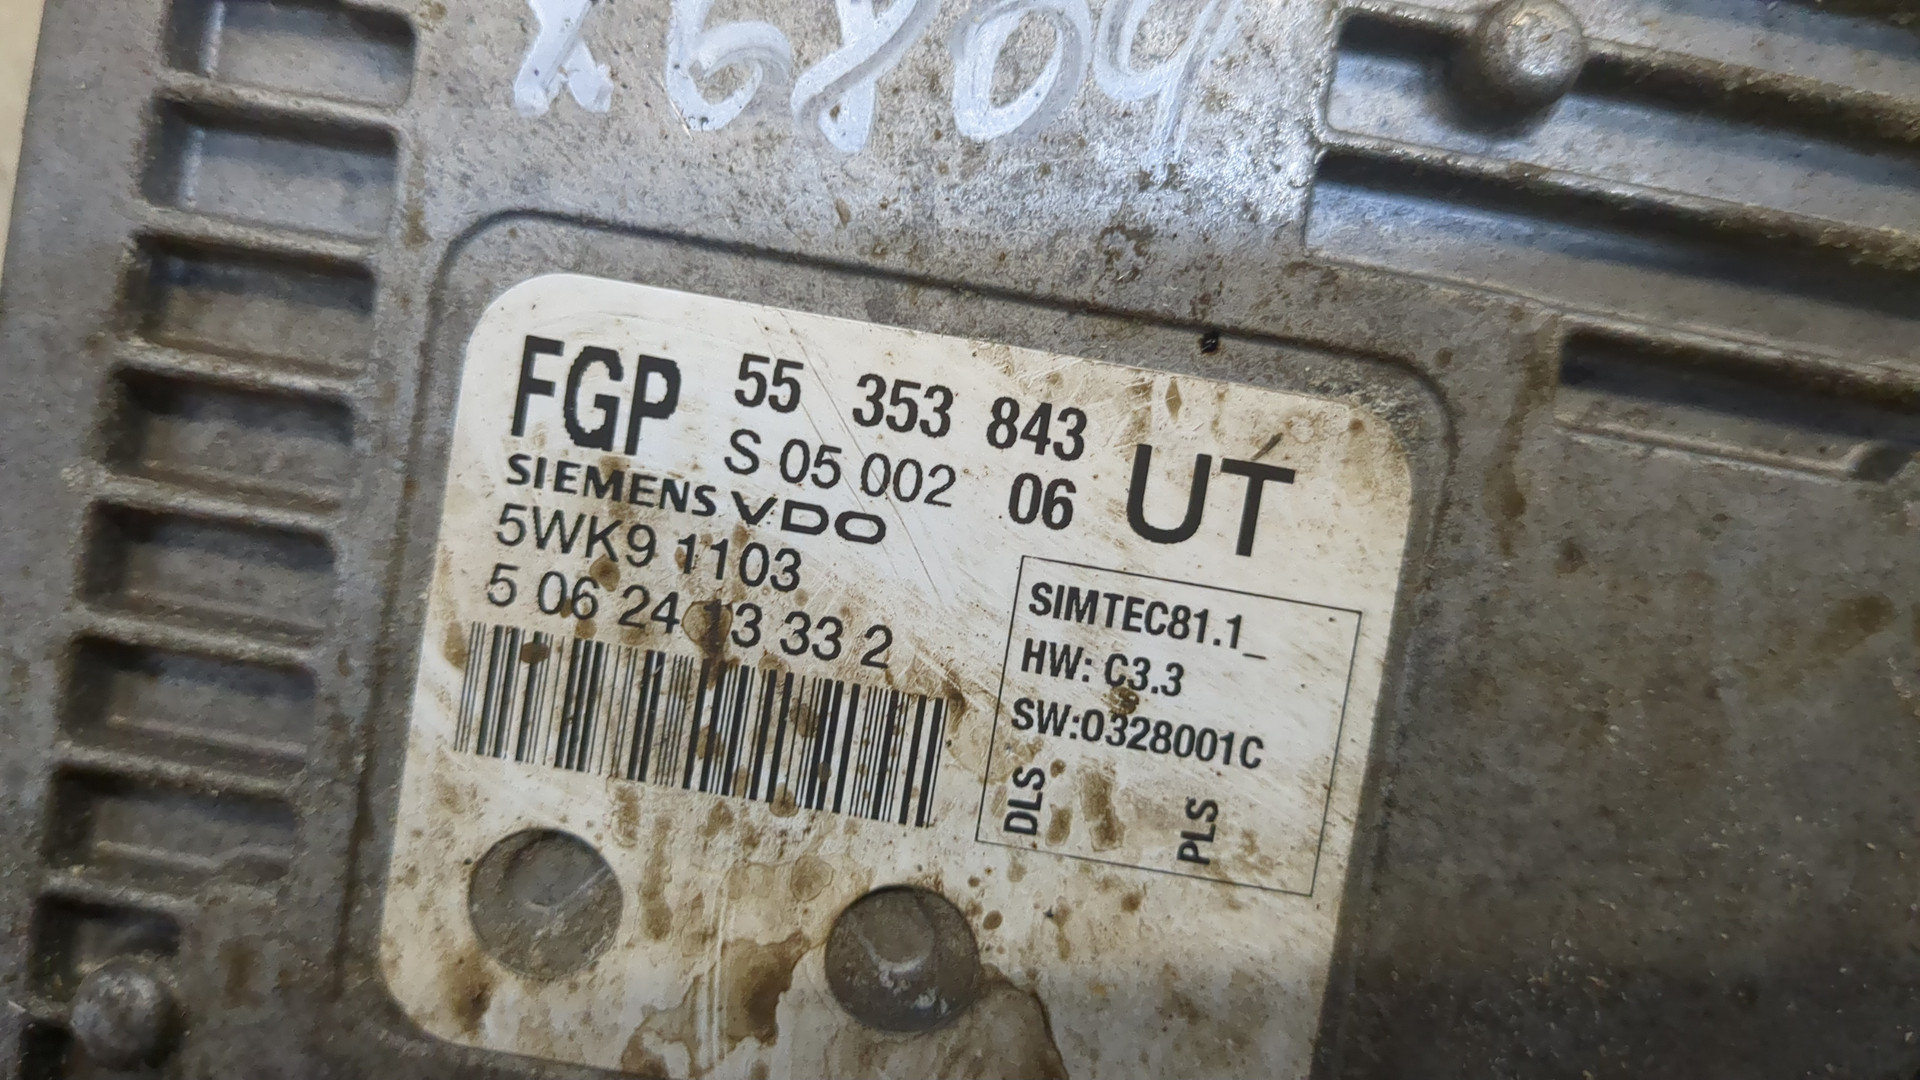 X6804
FGP 55 353 843 UT
S 05 002 06
SIEMENS VDO
5WK9 1103
5 06 24 13 33 2
SIMTEC81.1_
HW: C3.3
SW:0328001C
DLS PLS